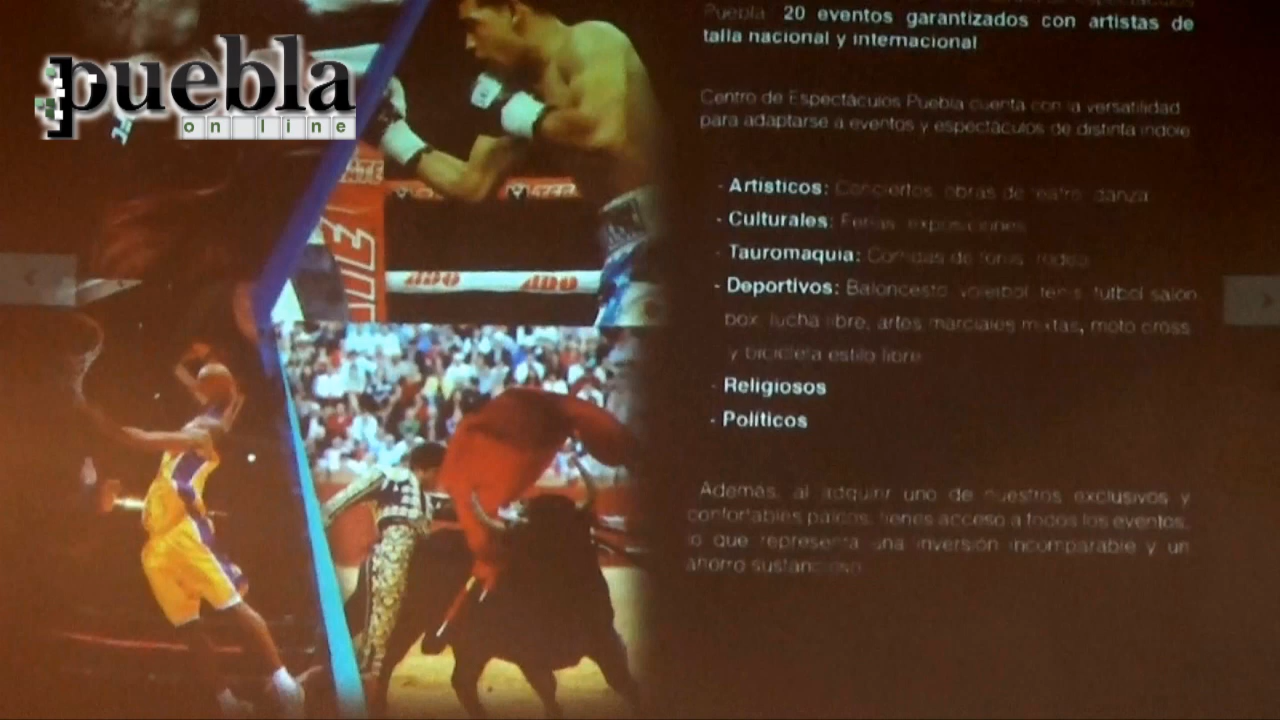 puebla
on line
Puebla. 20 eventos garantizados con artistas de
talla nacional y internacional
Centro de Espectáculos Puebla cuenta con la versatilidad
para adaptarse a eventos y espectáculos de distinta indole
- Artísticos: Conciertos, obras de teatro, danza
- Culturales: Ferias, exposiciones
- Tauromaquia: Corridas de toros, rodeo
- Deportivos: Baloncesto, voleibol, tenis, futbol salón,
box, lucha libre, artes marciales mixtas, moto cross
y bicicleta estilo libre
- Religiosos
- Políticos
Además, al adquirir uno de nuestros exclusivos y
confortables palcos, tienes acceso a todos los eventos,
lo que representa una inversión incomparable y un
ahorro sustancioso
ADO ADO